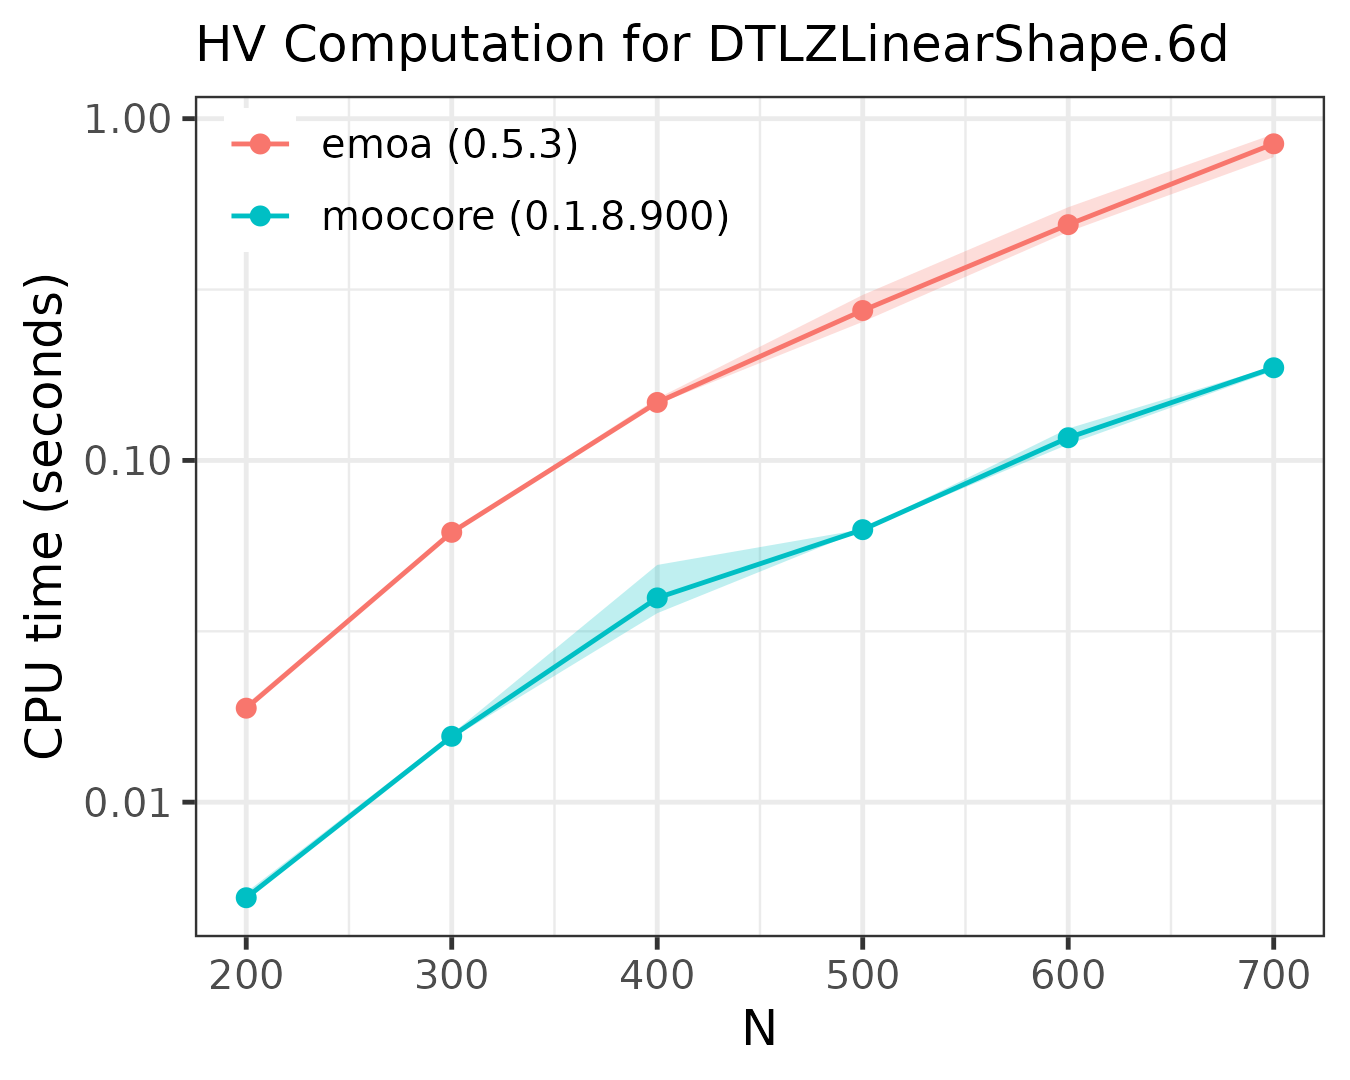 HV Computation for DTLZLinearShape.6d
1.00
0.10
0.01
CPU time (seconds)
emoa (0.5.3)
moocore (0.1.8.900)
200 300 400 500 600 700
N